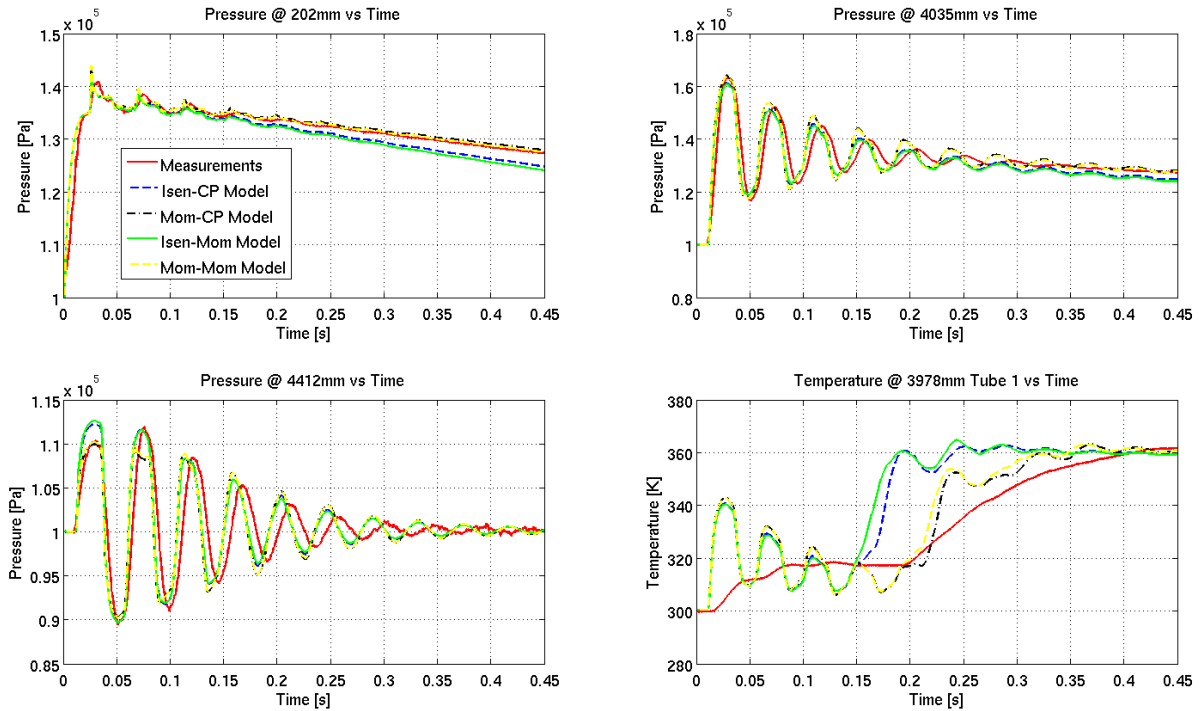 Pressure @ 202mm vs Time
x 10⁵
1.5
1.4
1.3
1.2
1.1
1
Pressure [Pa]
Measurements
Isen-CP Model
Mom-CP Model
Isen-Mom Model
Mom-Mom Model
0 0.05 0.1 0.15 0.2 0.25 0.3 0.35 0.4 0.45
Time [s]
Pressure @ 4035mm vs Time
x 10⁵
1.8
1.6
1.4
1.2
1
0.8
Pressure [Pa]
0 0.05 0.1 0.15 0.2 0.25 0.3 0.35 0.4 0.45
Time [s]
Pressure @ 4412mm vs Time
x 10⁵
1.15
1.1
1.05
1
0.95
0.9
0.85
Pressure [Pa]
0 0.05 0.1 0.15 0.2 0.25 0.3 0.35 0.4 0.45
Time [s]
Temperature @ 3978mm Tube 1 vs Time
380
360
340
320
300
280
Temperature [K]
0 0.05 0.1 0.15 0.2 0.25 0.3 0.35 0.4 0.45
Time [s]